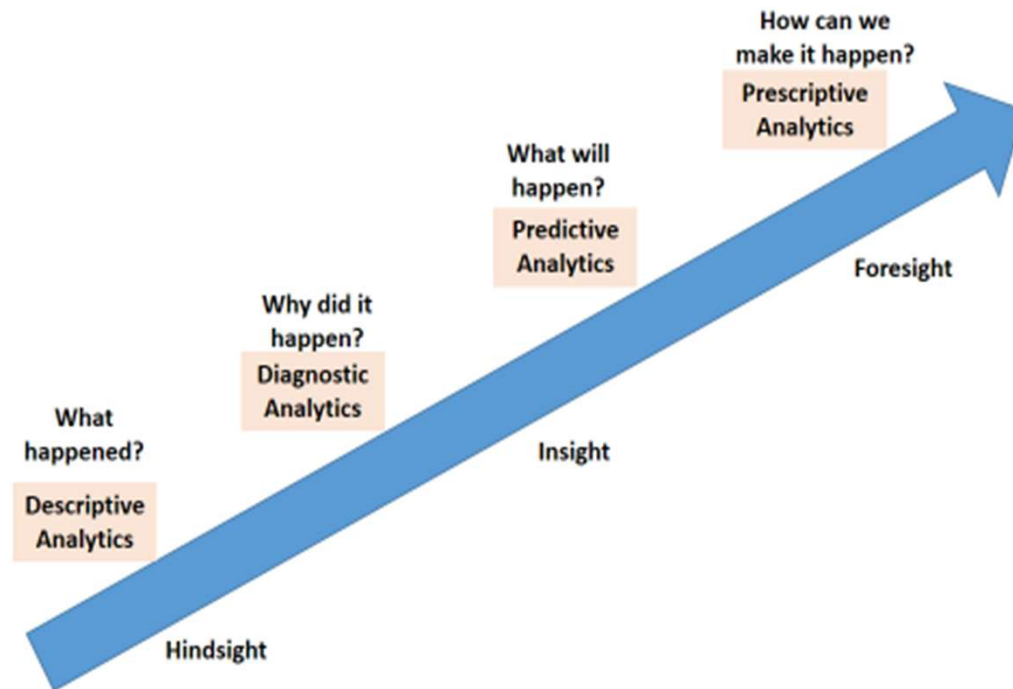 How can we
make it happen?
Prescriptive
Analytics
What will
happen?
Predictive
Analytics
Foresight
Why did it
happen?
Diagnostic
Analytics
Insight
What
happened?
Descriptive
Analytics
Hindsight